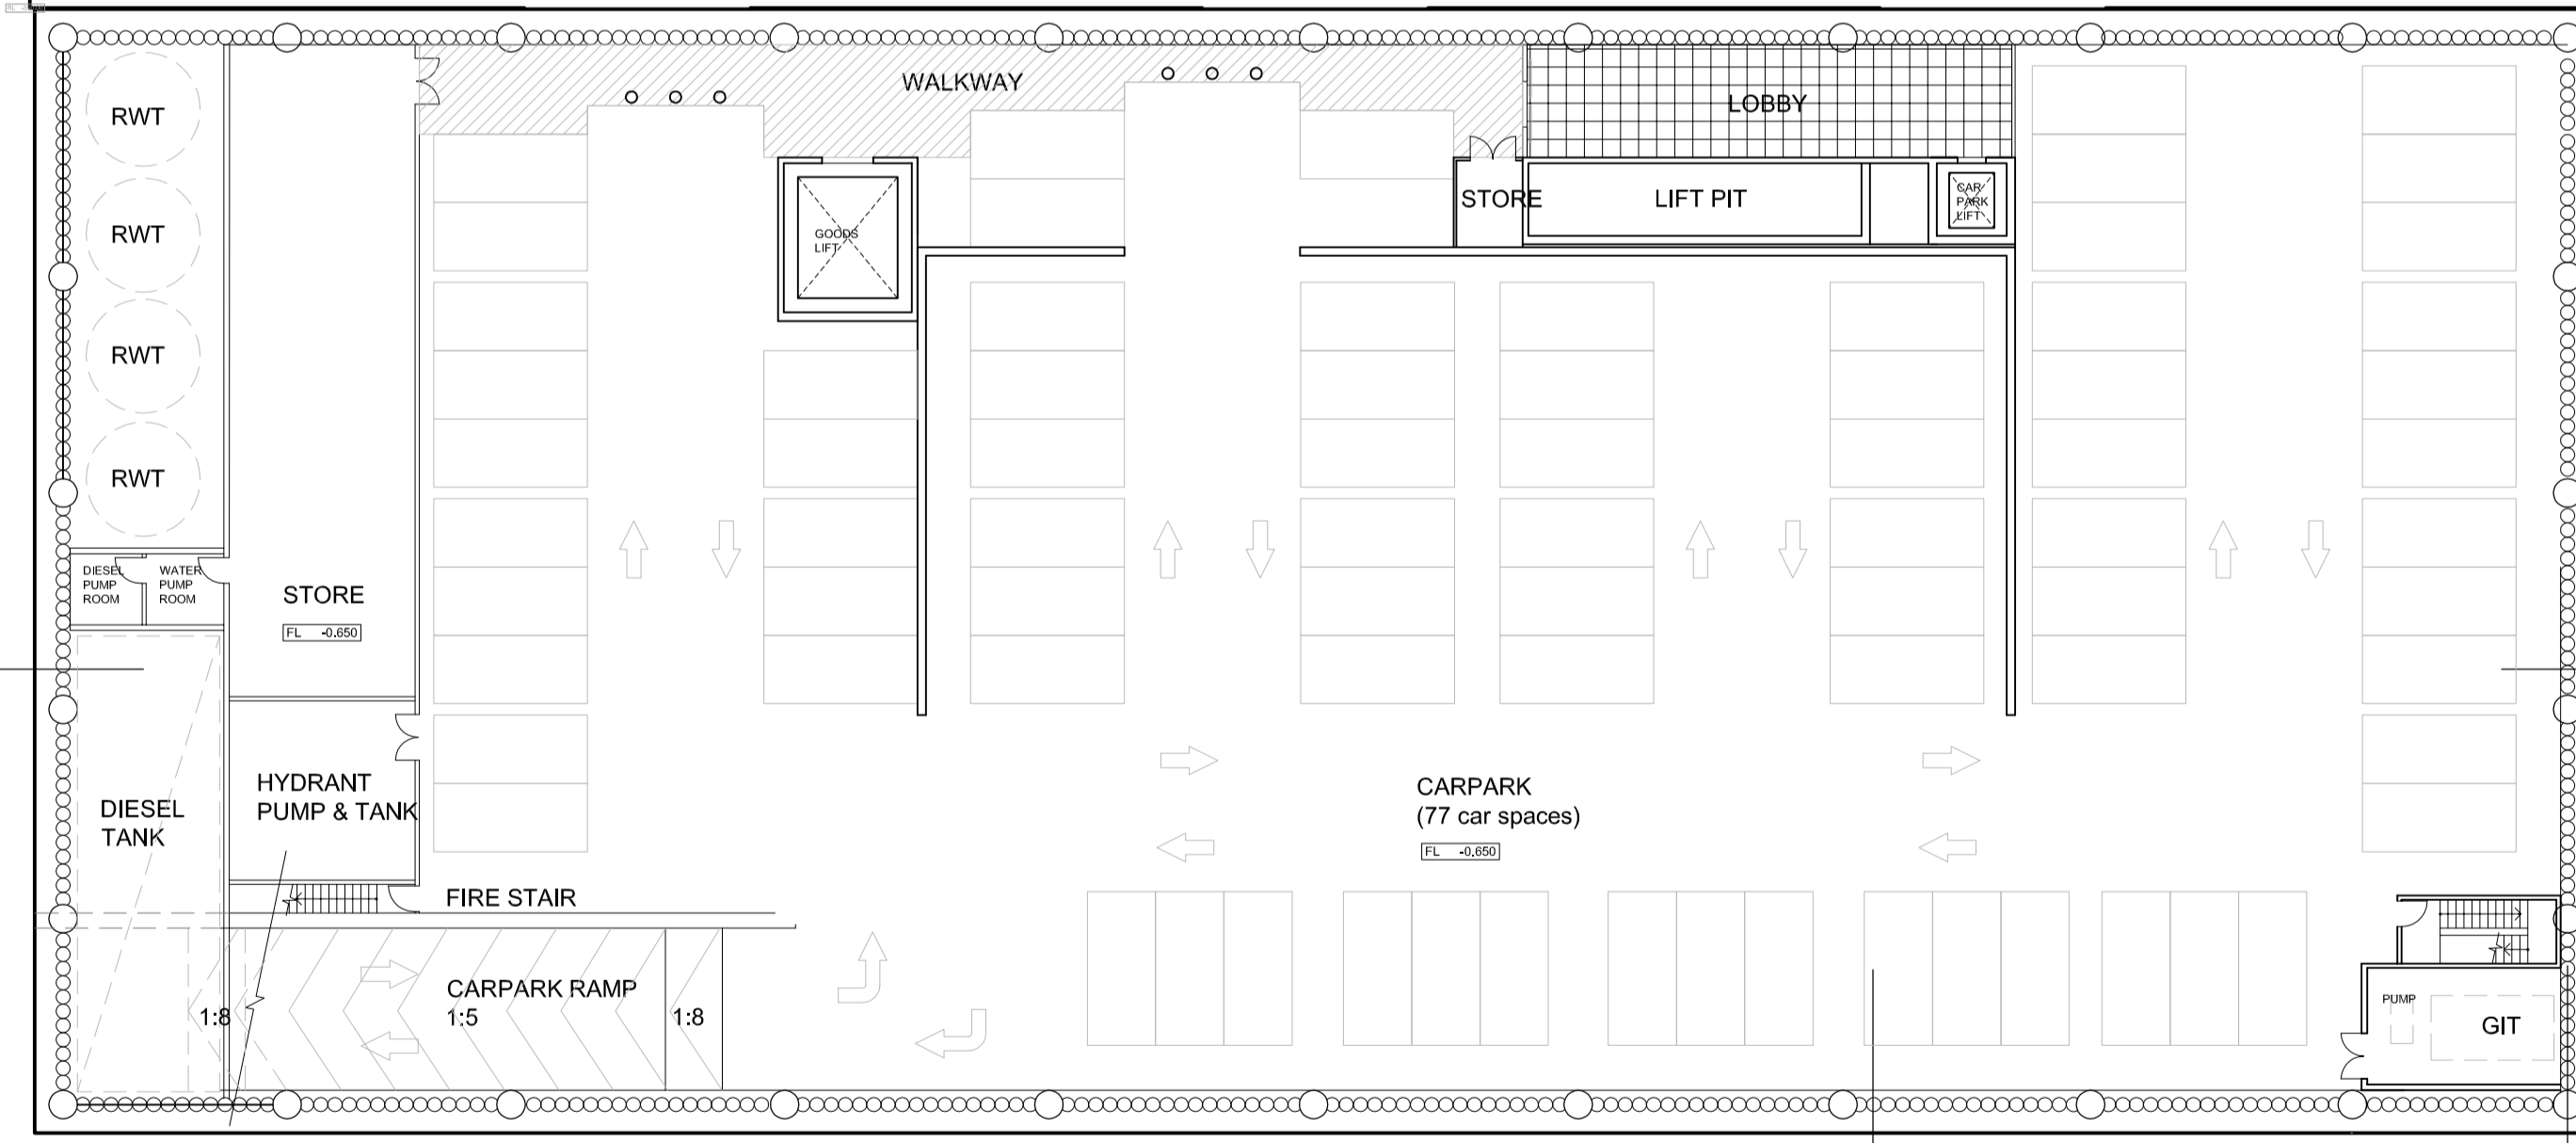 WALKWAY
LOBBY
RWT
RWT
RWT
RWT
GOODS
LIFT
STORE
LIFT PIT
CAR
PARK
LIFT
DIESEL
PUMP
ROOM
WATER
PUMP
ROOM
STORE
FL -0.650
HYDRANT
PUMP & TANK
DIESEL
TANK
CARPARK
(77 car spaces)
FL -0.650
FIRE STAIR
CARPARK RAMP
1:8
1:5
1:8
PUMP
GIT